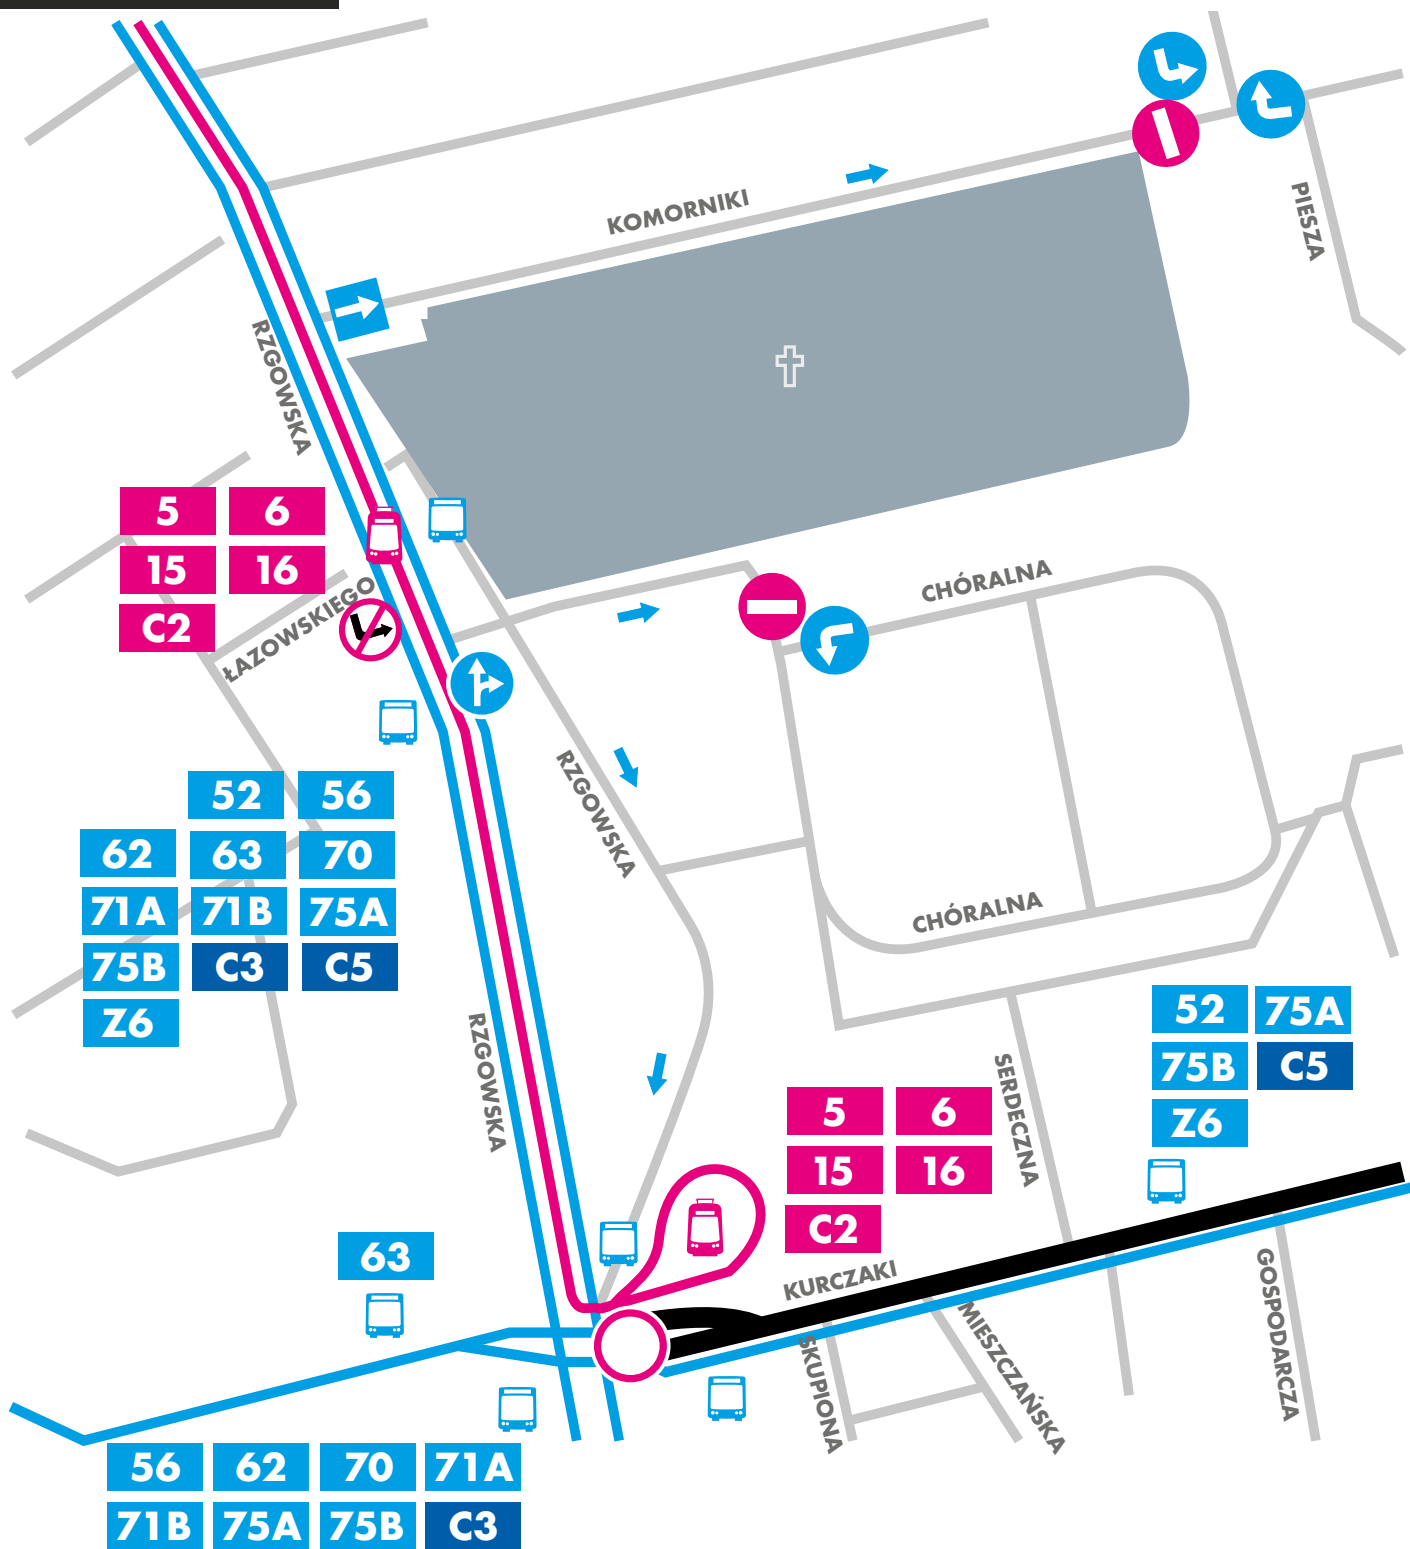 KOMORNIKI
PIESZA
RZGOWSKA
5 6
15 16
C2
ŁAZOWSKIEGO
CHÓRALNA
RZGOWSKA
52 56
62 63 70
71A 71B 75A
75B C3 C5
Z6
CHÓRALNA
RZGOWSKA
SERDECZNA
52 75A
75B C5
Z6
5 6
15 16
C2
63
KURCZAKI
SKUPIONA
MIESZCZAŃSKA
GOSPODARCZA
56 62 70 71A
71B 75A 75B C3